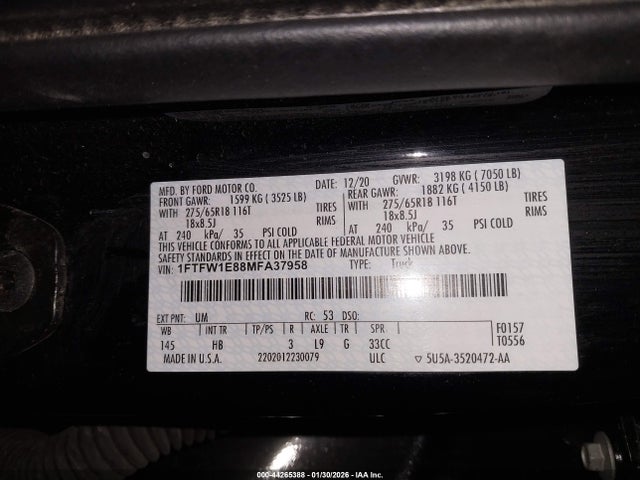 MFD. BY FORD MOTOR CO.
DATE: 12/20 GVWR: 3198 KG ( 7050 LB)
FRONT GAWR: 1599 KG ( 3525 LB)
REAR GAWR: 1882 KG ( 4150 LB)
WITH 275/65R18 116T TIRES
WITH 275/65R18 116T TIRES
18x8.5J RIMS
18x8.5J RIMS
AT 240 kPa/ 35 PSI COLD
AT 240 kPa/ 35 PSI COLD
THIS VEHICLE CONFORMS TO ALL APPLICABLE FEDERAL MOTOR VEHICLE
SAFETY STANDARDS IN EFFECT ON THE DATE OF MANUFACTURE SHOWN ABOVE.
VIN: 1FTFW1E88MFA37958 TYPE: Truck
EXT PNT: UM RC: 53 DSO:
WB INT TR TP/PS R AXLE TR SPR F0157
145 HB 3 L9 G 33CC T0556
MADE IN U.S.A. 2202012230079 ULC ▽ 5U5A-3520472-AA
000-44265388 - 01/30/2026 - IAAI, Inc.